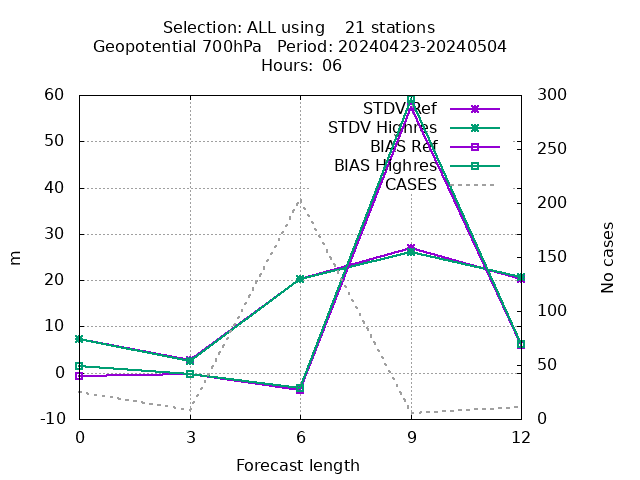 Selection: ALL using    21 stations
Geopotential 700hPa   Period: 20240423-20240504
Hours: 06
STDV Ref
STDV Highres
BIAS Ref
BIAS Highres
CASES
60
50
40
30
20
10
0
-10
m
300
250
200
150
100
50
0
No cases
0 3 6 9 12
Forecast length